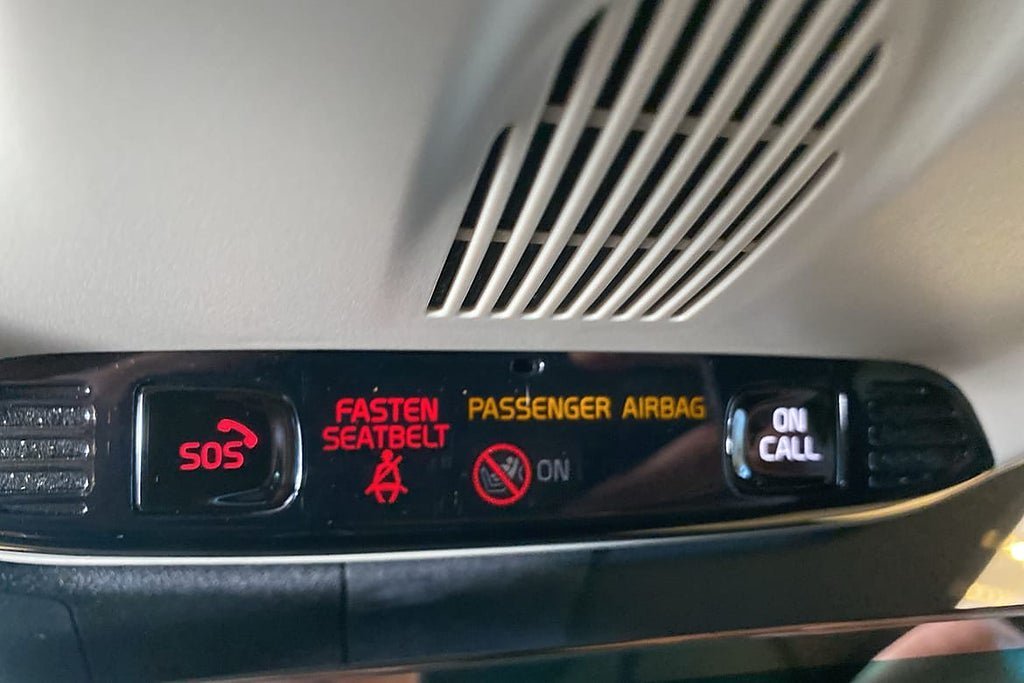 SOS
FASTEN
SEATBELT
PASSENGER AIRBAG
ON
ON
CALL